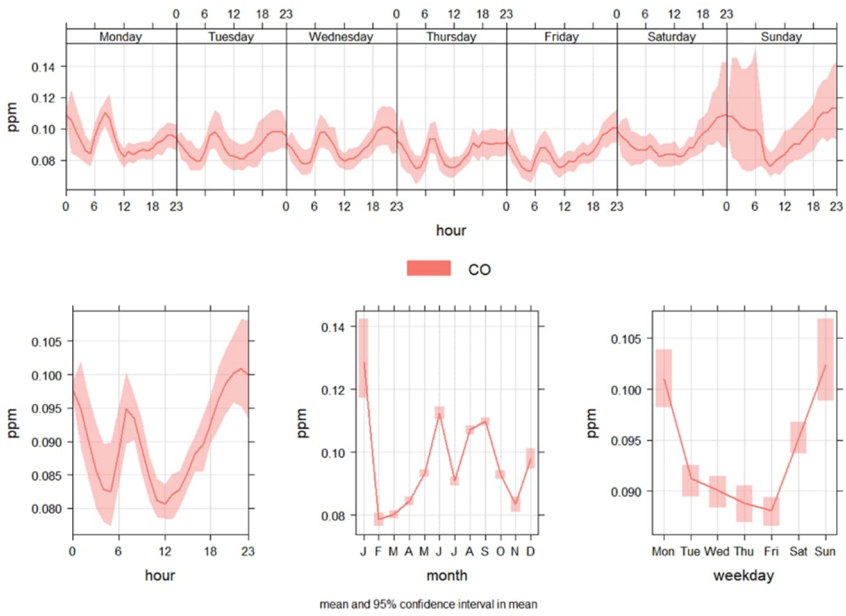 0 6 12 18 23 0 6 12 18 23 0 6 12 18 23
Monday Tuesday Wednesday Thursday Friday Saturday Sunday
0.14
0.12
0.10
0.08
ppm
0 6 12 18 23 0 6 12 18 23 0 6 12 18 23 0 6 12 18 23
hour
CO
0.105
0.100
0.095
0.090
0.085
0.080
ppm
0 6 12 18 23
hour
0.14
0.12
0.10
0.08
ppm
J F M A M J J A S O N D
month
0.105
0.100
0.095
0.090
ppm
Mon Tue Wed Thu Fri Sat Sun
weekday
mean and 95% confidence interval in mean